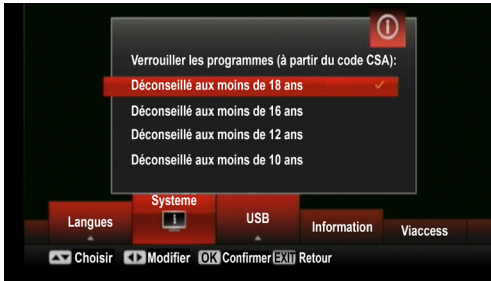 Verrouiller les programmes (à partir du code CSA):
Déconseillé aux moins de 18 ans
Déconseillé aux moins de 16 ans
Déconseillé aux moins de 12 ans
Déconseillé aux moins de 10 ans
Langues Systeme USB Information Viaccess
Choisir Modifier OK Confirmer EXIT Retour